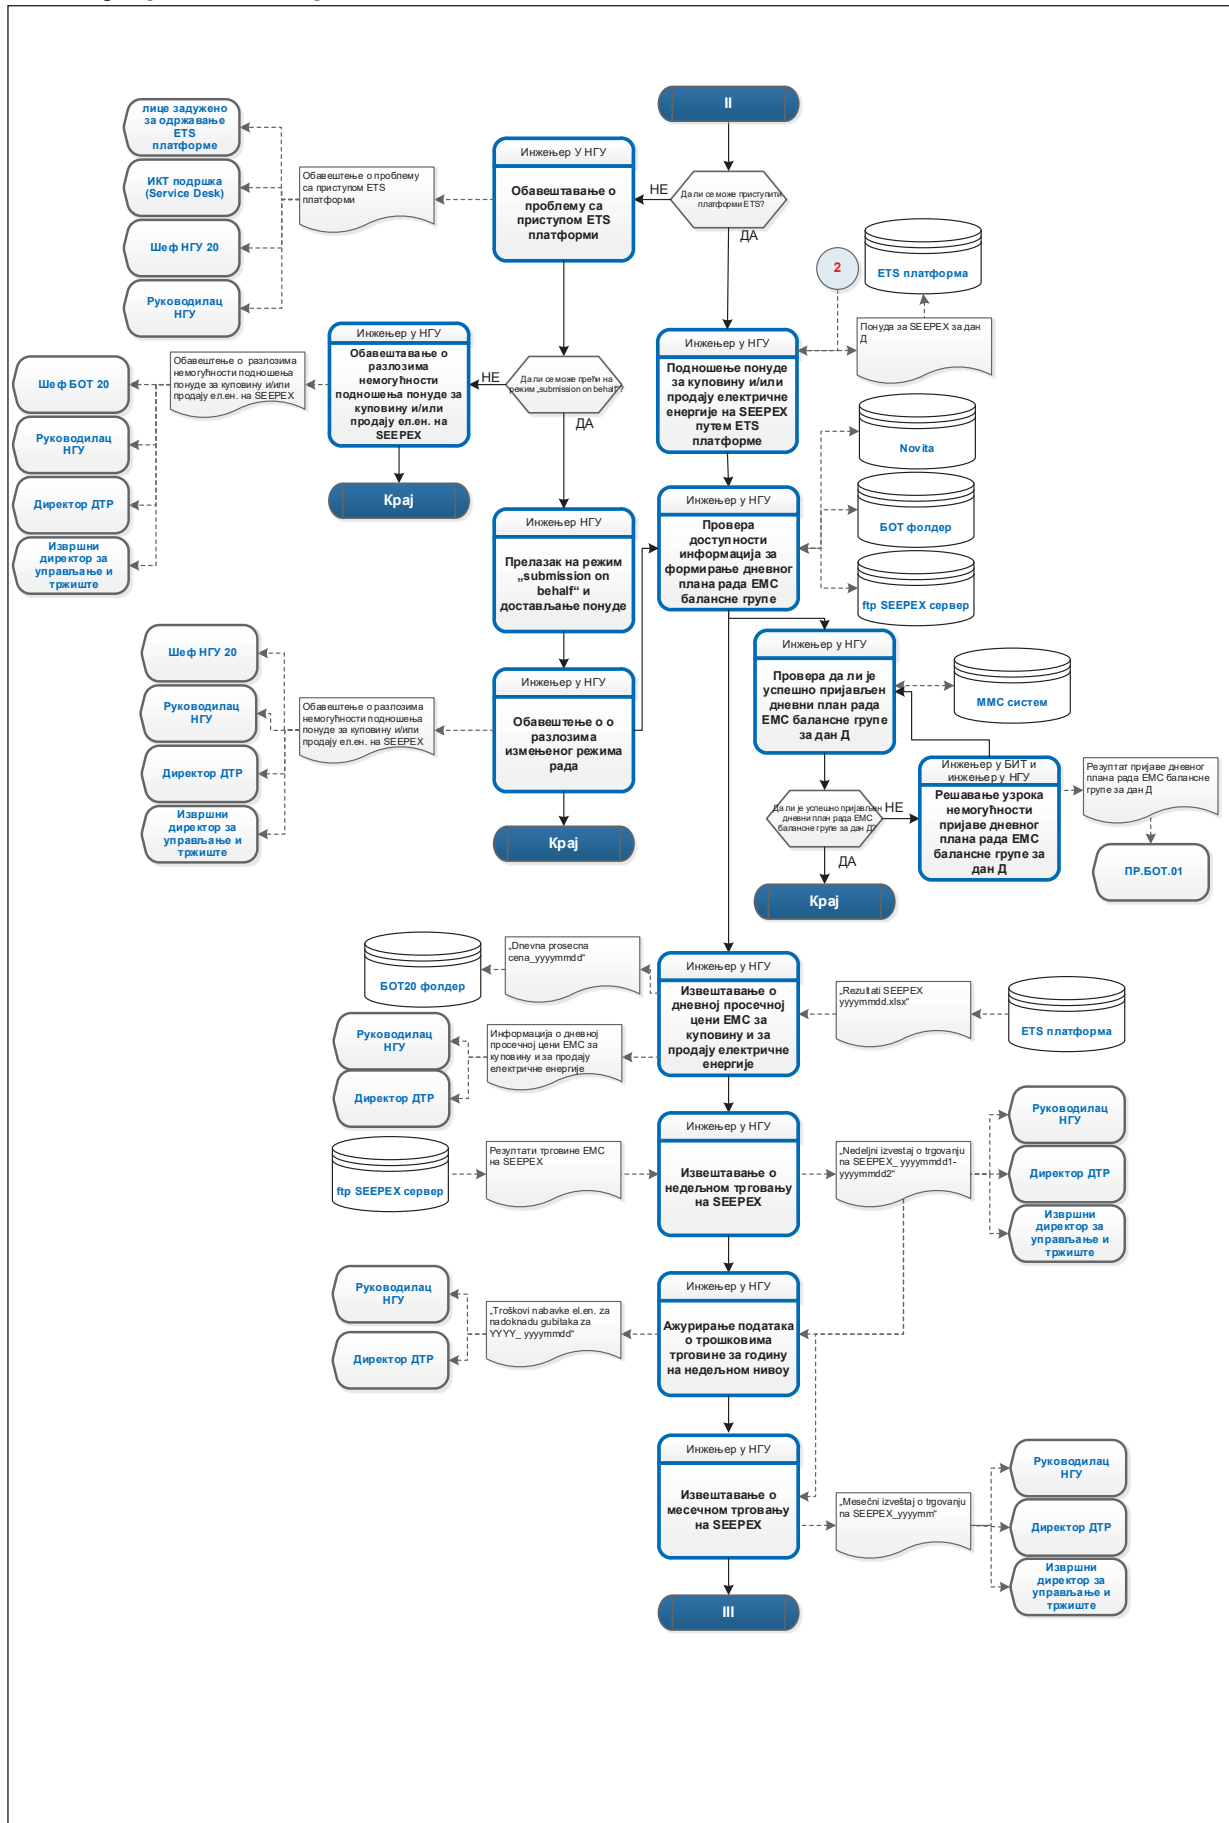 II
лице задужено
за одржавање
ETS
платформе
ИКТ подршка
(Service Desk)
Шеф НГУ 20
Руководилац
НГУ
Обавештење о проблему
са приступом ETS
платформи
Инжењер У НГУ
Обавештавање о
проблему са
приступом ETS
платформи
НЕ
Да ли се може приступити
платформи ETS?
ДА
2
ETS платформа
Понуда за SEEPEX за дан
Д
Инжењер у НГУ
Подношење понуде
за куповину и/или
продају електричне
енергије на SEEPEX
путем ETS
платформе
Инжењер у НГУ
Обавештавање о
разлозима
немогућности
подношења понуде за
куповину и/или
продају ел.ен. на
SEEPEX
НЕ
Да ли се може прећи на
режим „submission on behalf“?
ДА
Обавештење о разлозима
немогућности подношења
понуде за куповину и/или
продају ел.ен. на SEEPEX
Шеф БОТ 20
Руководилац
НГУ
Директор ДТР
Извршни
директор за
управљање и
тржиште
Крај
Novita
БОТ фолдер
ftp SEEPEX сервер
Инжењер у НГУ
Провера
доступности
информација за
формирање дневног
плана рада ЕМС
балансне групе
Инжењер НГУ
Прелазак на режим
„submission on
behalf“ и
достављање понуде
Инжењер у НГУ
Обавештење о о
разлозима
измењеног режима
рада
Обавештење о разлозима
немогућности подношења
понуде за куповину и/или
продају ел.ен. на SEEPEX
Шеф НГУ 20
Руководилац
НГУ
Директор ДТР
Извршни
директор за
управљање и
тржиште
Крај
Инжењер у НГУ
Провера да ли је
успешно пријављен
дневни план рада
ЕМС балансне групе
за дан Д
ММС систем
Да ли је успешно пријављен
дневни план рада ЕМС
балансне групе за дан Д?
НЕ
ДА
Инжењер у БИТ и
инжењер у НГУ
Решавање узрока
немогућности
пријаве дневног
плана рада ЕМС
балансне групе за
дан Д
Резултат пријаве дневног
плана рада ЕМС балансне
групе за дан Д
ПР.БОТ.01
Крај
БОТ20 фолдер
„Dnevna prosecna
cena_yyyymmdd“
Инжењер у НГУ
Извештавање о
дневној просечној
цени ЕМС за
куповину и за
продају електричне
енергије
„Rezultati SEEPEX
yyyymmdd.xlsx“
ETS платформа
Руководилац
НГУ
Директор ДТР
Информација о дневној
просечној цени ЕМС за
куповину и за продају
електричне енергије
ftp SEEPEX сервер
Резултати трговине ЕМС
на SEEPEX
Инжењер у НГУ
Извештавање о
недељном трговању
на SEEPEX
„Nedeljni izvestaj o trgovanju
na SEEPEX_ yyyymmdd1-
yyyymmdd2“
Руководилац
НГУ
Директор ДТР
Извршни
директор за
управљање и
тржиште
Руководилац
НГУ
Директор ДТР
„Troškovi nabavke el.en. za
nadoknadu gubitaka za
YYYY_ yyyymmdd“
Инжењер у НГУ
Ажурирање података
о трошковима
трговине за годину
на недељном нивоу
Инжењер у НГУ
Извештавање о
месечном трговању
на SEEPEX
„Mesečni izveštaj o trgovanju
na SEEPEX_yyyymm“
Руководилац
НГУ
Директор ДТР
Извршни
директор за
управљање и
тржиште
III